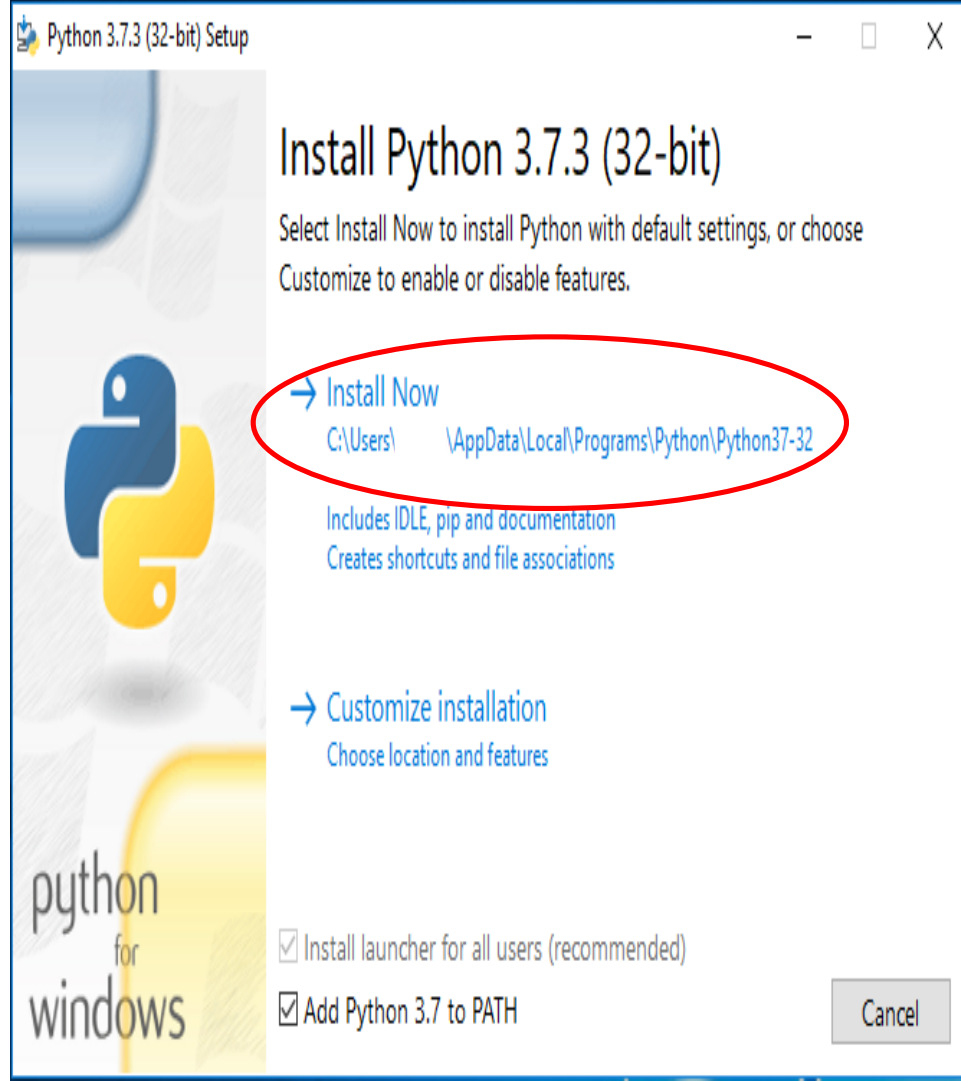 Python 3.7.3 (32-bit) Setup
Install Python 3.7.3 (32-bit)
Select Install Now to install Python with default settings, or choose
Customize to enable or disable features.
Install Now
C:\Users\ \AppData\Local\Programs\Python\Python37-32
Includes IDLE, pip and documentation
Creates shortcuts and file associations
Customize installation
Choose location and features
python
for
windows
Install launcher for all users (recommended)
Add Python 3.7 to PATH
Cancel